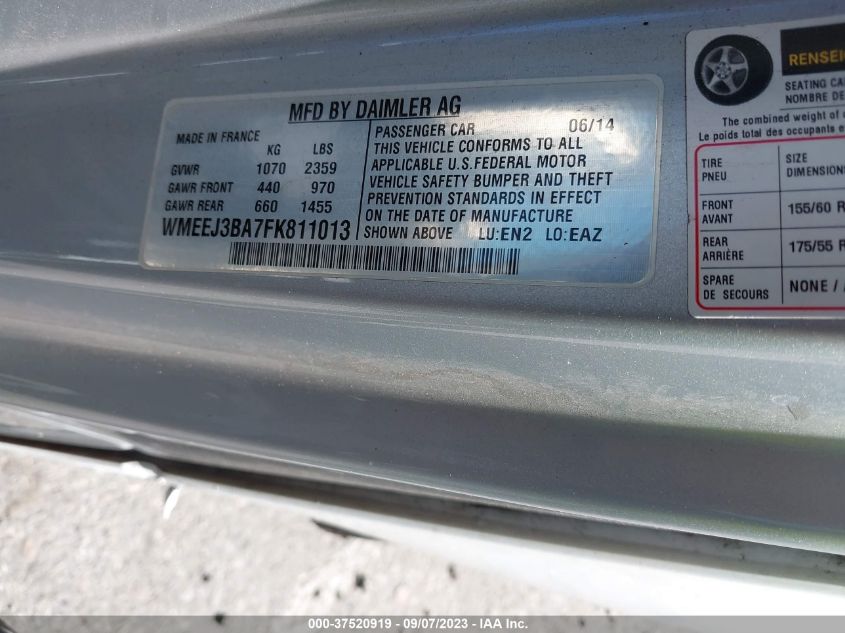 MFD BY DAIMLER AG
MADE IN FRANCE
KG LBS
GVWR 1070 2359
GAWR FRONT 440 970
GAWR REAR 660 1455
WMEEJ3BA7FK811013
PASSENGER CAR 06/14
THIS VEHICLE CONFORMS TO ALL
APPLICABLE U.S.FEDERAL MOTOR
VEHICLE SAFETY BUMPER AND THEFT
PREVENTION STANDARDS IN EFFECT
ON THE DATE OF MANUFACTURE
SHOWN ABOVE LU:EN2 LO:EAZ
SEATING
NOMBRE DE
The combined weight of
Le poids total des occupants
TIRE SIZE
PNEU
FRONT 155/60
AVANT
REAR 175/55
ARRIÈRE
SPARE NONE /
DE SECOURS
000-37520919 - 09/07/2023 - IAA Inc.